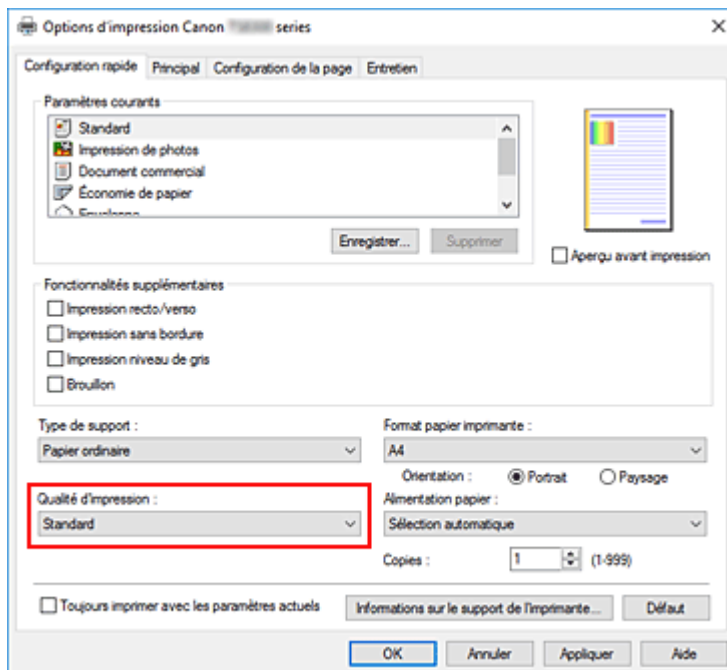 Options d'impression Canon series
Configuration rapide Principal Configuration de la page Entretien
Paramètres courants
Standard
Impression de photos
Document commercial
Économie de papier
Enregistrer... Supprimer
Aperçu avant impression
Fonctionnalités supplémentaires
Impression recto/verso
Impression sans bordure
Impression niveau de gris
Brouillon
Type de support :
Papier ordinaire
Format papier imprimante :
A4
Orientation : Portrait Paysage
Qualité d'impression :
Standard
Alimentation papier :
Sélection automatique
Copies : 1 (1-999)
Toujours imprimer avec les paramètres actuels Informations sur le support de l'imprimante... Défaut
OK Annuler Appliquer Aide